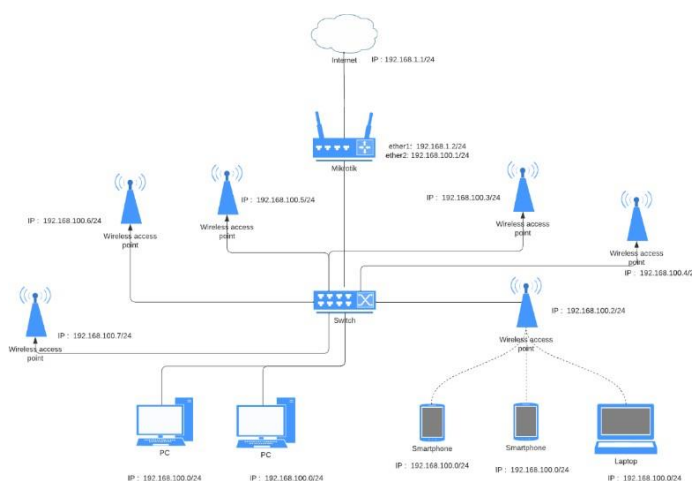 Internet
IP : 192.168.1.1/24
ether1: 192.168.1.2/24
ether2: 192.168.100.1/24
Mikrotik
IP : 192.168.100.5/24
IP : 192.168.100.3/24
IP : 192.168.100.6/24
Wireless access
point
Wireless access
point
Wireless access
point
Wireless access
point
IP : 192.168.100.4/2
IP : 192.168.100.2/24
Switch
IP : 192.168.100.7/24
Wireless access
point
Wireless access
point
PC
PC
Smartphone
Smartphone
Laptop
IP : 192.168.100.0/24
IP : 192.168.100.0/24
IP : 192.168.100.0/24
IP : 192.168.100.0/24
IP : 192.168.100.0/24